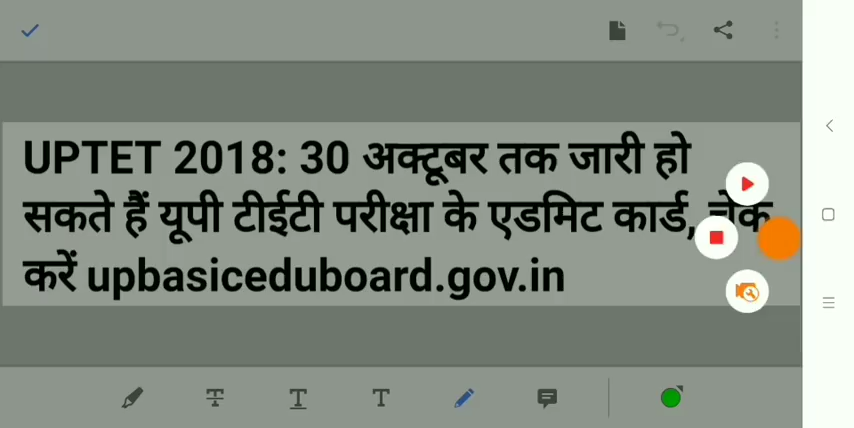 UPTET 2018: 30 अक्टूबर तक जारी हो
सकते हैं यूपी टीईटी परीक्षा के एडमिट कार्ड, चेक
करें upbasiceduboard.gov.in